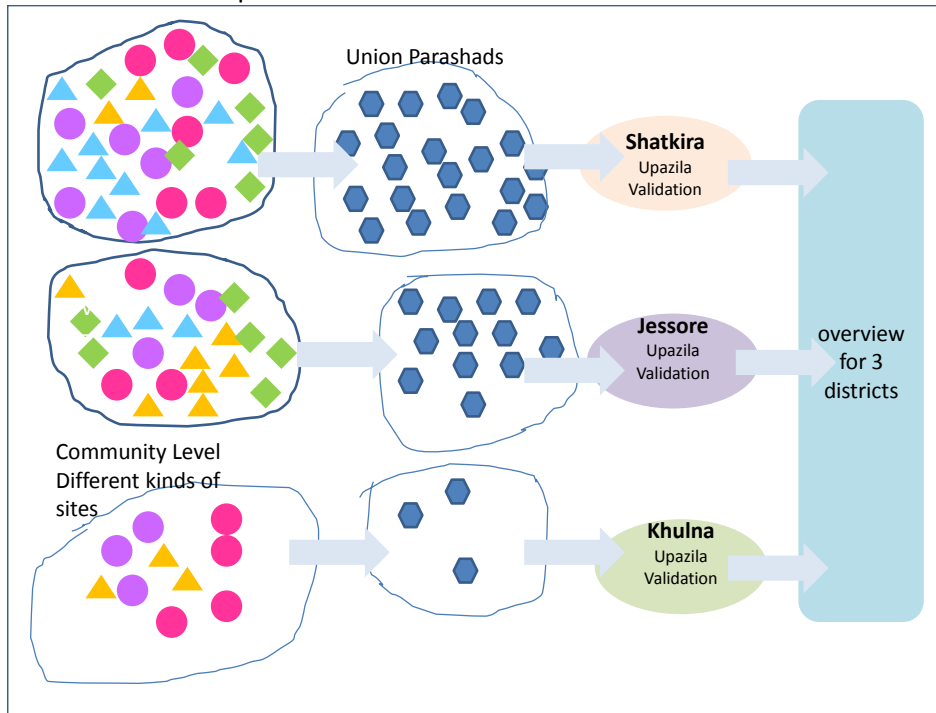 Union Parashads
Shatkira
Upazila
Validation
Jessore
Upazila
Validation
overview
for 3
districts
Community Level
Different kinds of
sites
Khulna
Upazila
Validation